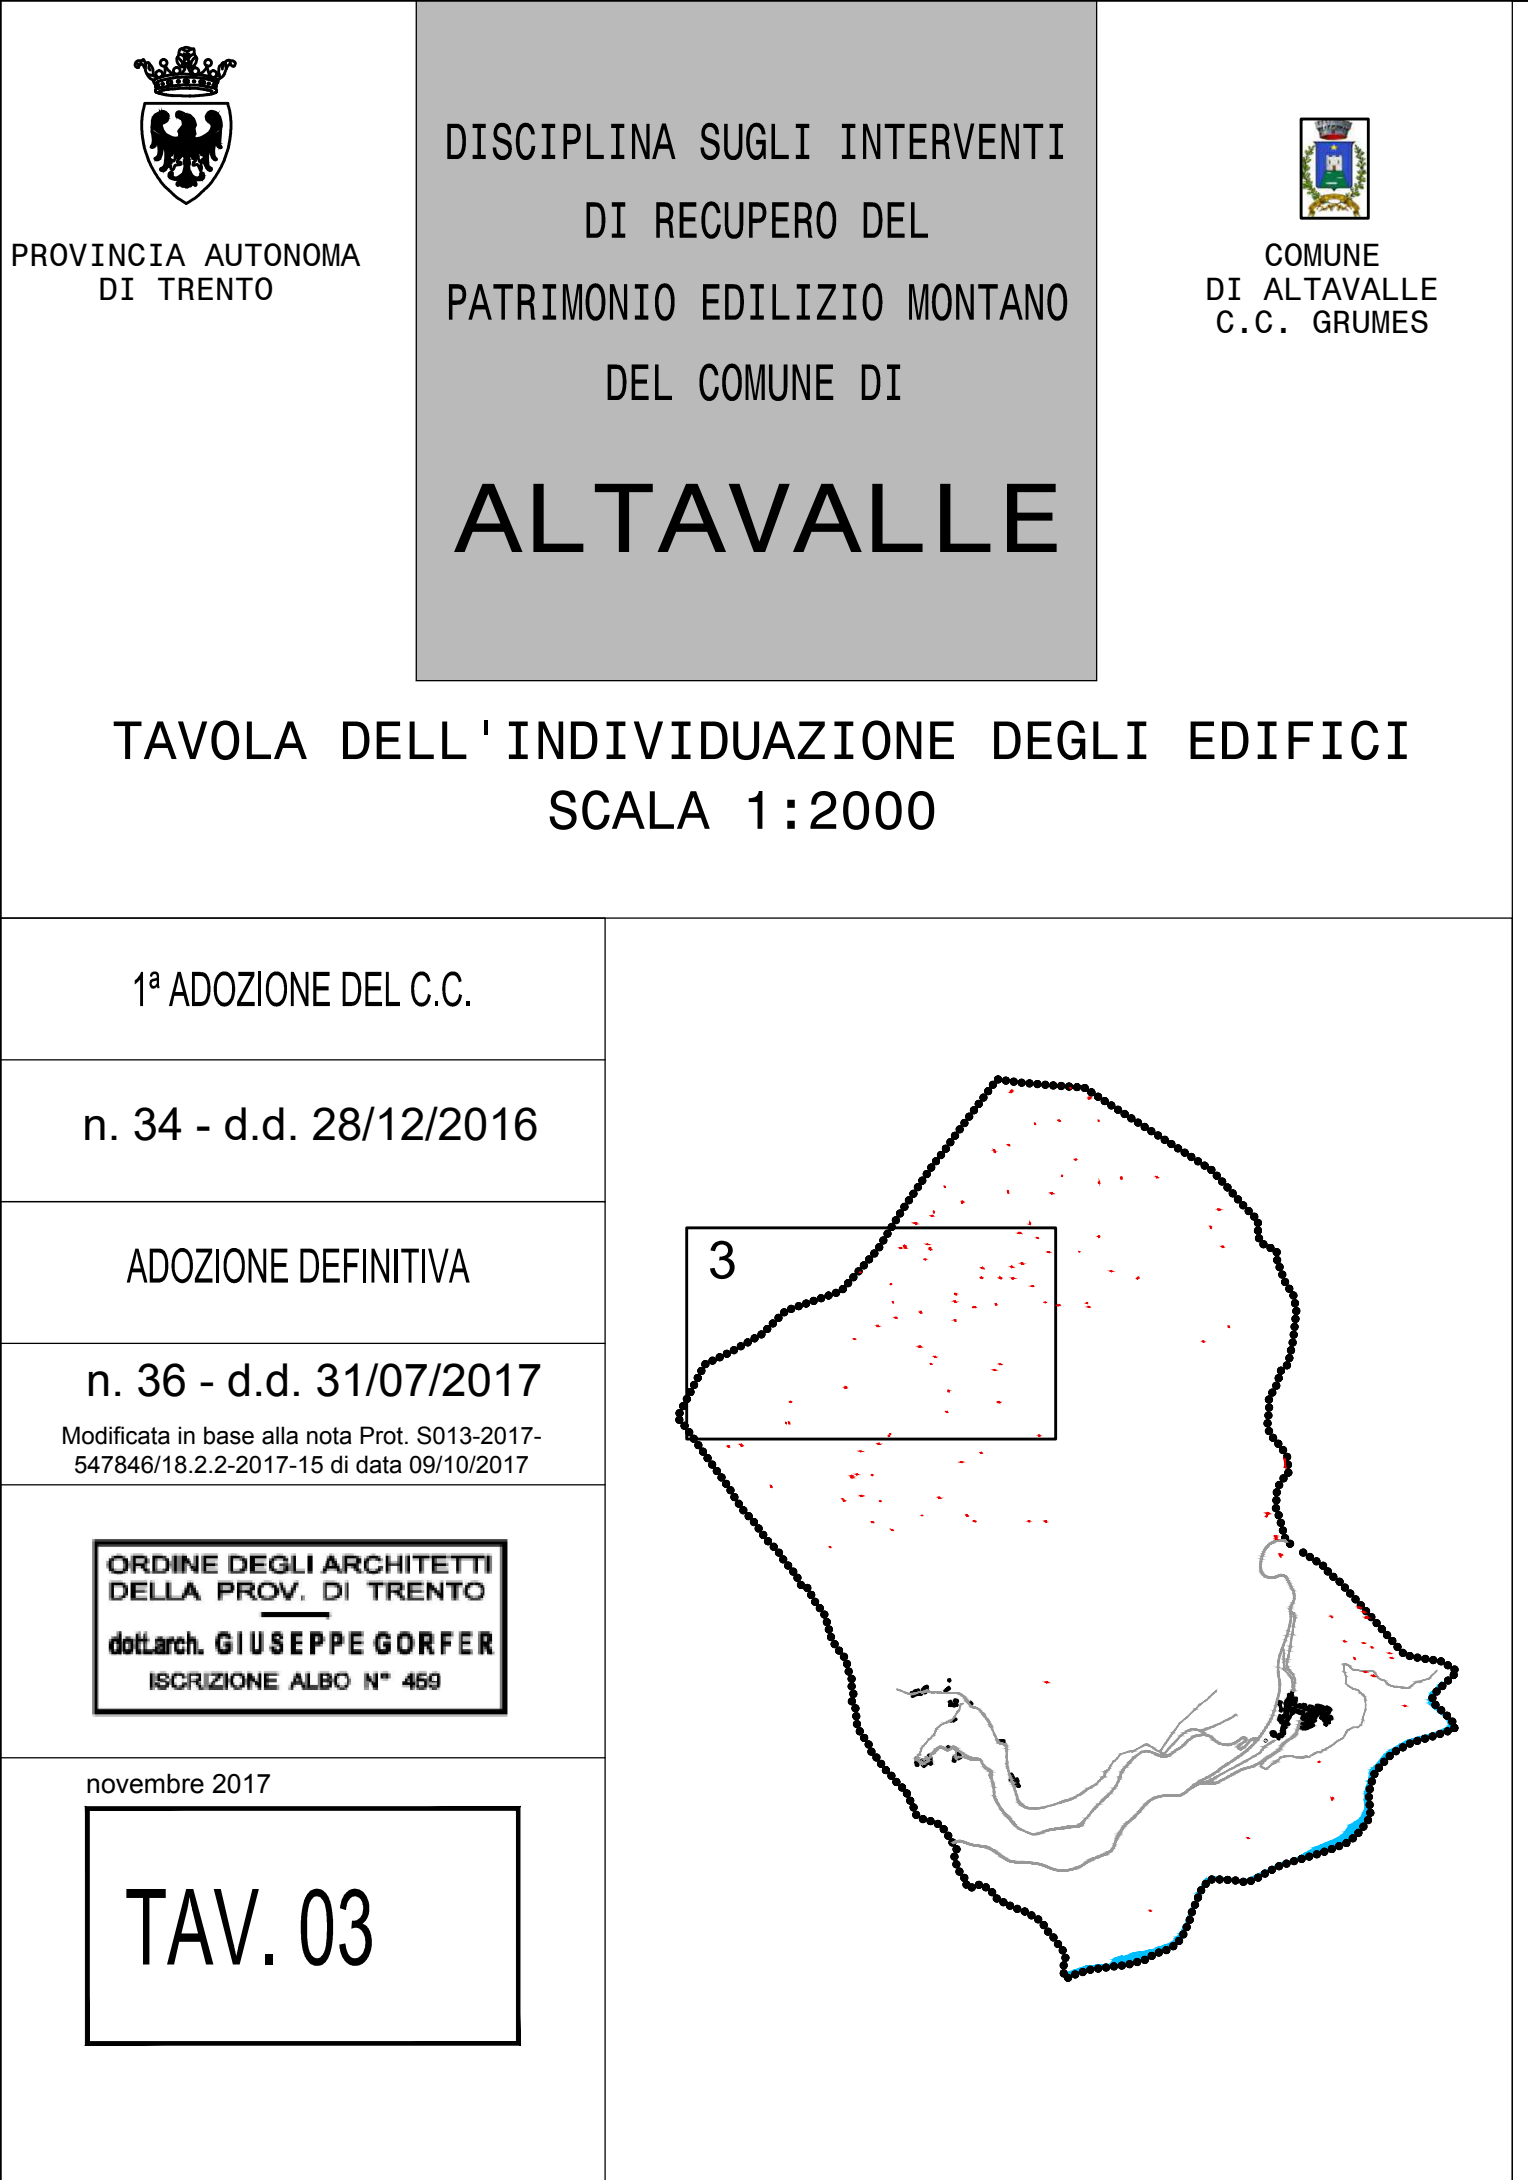 PROVINCIA AUTONOMA
DI TRENTO
DISCIPLINA SUGLI INTERVENTI
DI RECUPERO DEL
PATRIMONIO EDILIZIO MONTANO
DEL COMUNE DI
ALTAVALLE
COMUNE
DI ALTAVALLE
C.C. GRUMES
TAVOLA DELL'INDIVIDUAZIONE DEGLI EDIFICI
SCALA 1:2000
1ª ADOZIONE DEL C.C.
n. 34 - d.d. 28/12/2016
ADOZIONE DEFINITIVA
n. 36 - d.d. 31/07/2017
Modificata in base alla nota Prot. S013-2017-
547846/18.2.2-2017-15 di data 09/10/2017
ORDINE DEGLI ARCHITETTI
DELLA PROV. DI TRENTO
dott.arch. GIUSEPPE GORFER
ISCRIZIONE ALBO N° 459
novembre 2017
TAV. 03
3